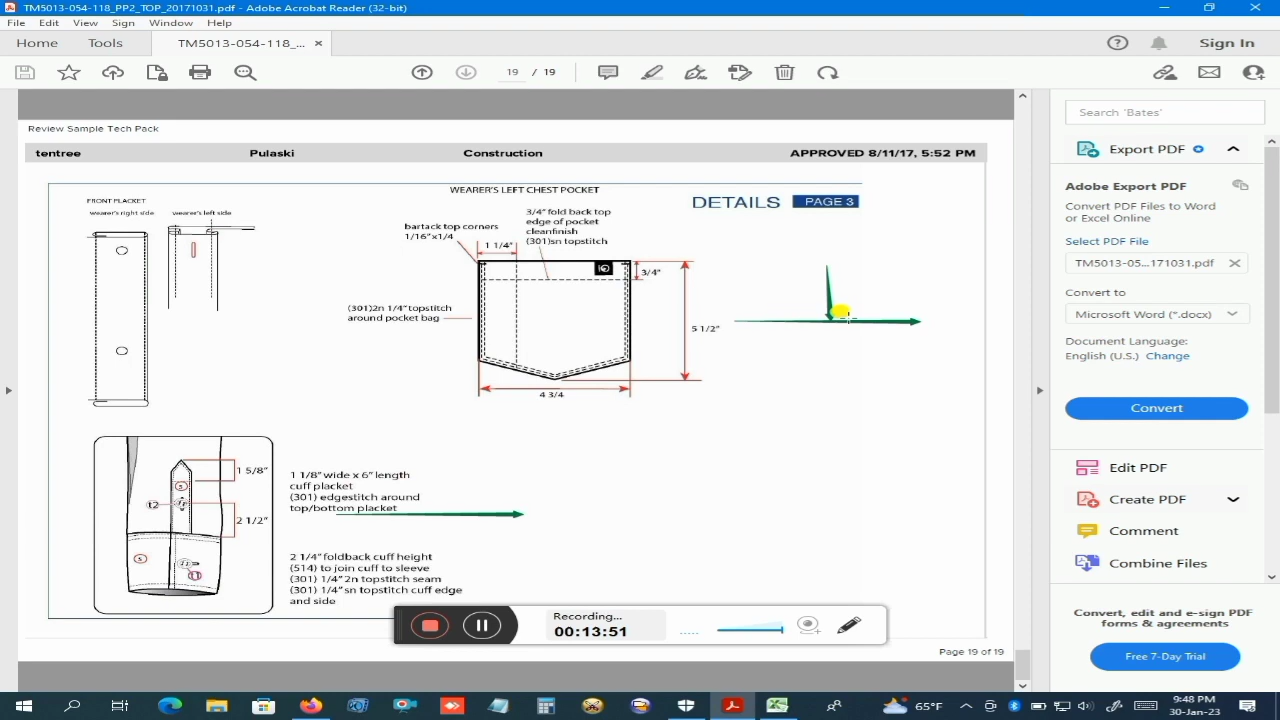 TM5013-054-118_PP2_TOP_20171031.pdf - Adobe Acrobat Reader (32-bit)
File Edit View Sign Window Help
Home Tools TM5013-054-118_... × Sign In
19 / 19
Search 'Bates'
Export PDF
Adobe Export PDF
Convert PDF Files to Word
or Excel Online
Select PDF File
TM5013-05...171031.pdf
Convert to
Microsoft Word (*.docx)
Document Language:
English (U.S.) Change
Convert
Edit PDF
Create PDF
Comment
Combine Files
Convert, edit and e-sign PDF
forms & agreements
Free 7-Day Trial
Review Sample Tech Pack
tentree Pulaski Construction APPROVED 8/11/17, 5:52 PM
WEARER'S LEFT CHEST POCKET
DETAILS PAGE 3
FRONT PLACKET
wearer's right side wearer's left side
bartack top corners
1/16"x1/4
3/4" fold back top
edge of pocket
cleanfinish
(301)sn topstitch
1 1/4"
3/4"
(301)2n 1/4" topstitch
around pocket bag
5 1/2"
4 3/4
1 5/8"
s
t2
2 1/2"
s
1 1/8" wide x 6" length
cuff placket
(301) edgestitch around
top/bottom placket
2 1/4" foldback cuff height
(514) to join cuff to sleeve
(301) 1/4" 2n topstitch seam
(301) 1/4" sn topstitch cuff edge
and side
Recording...
00:13:51
Page 19 of 19
65°F
9:48 PM
30-Jan-23